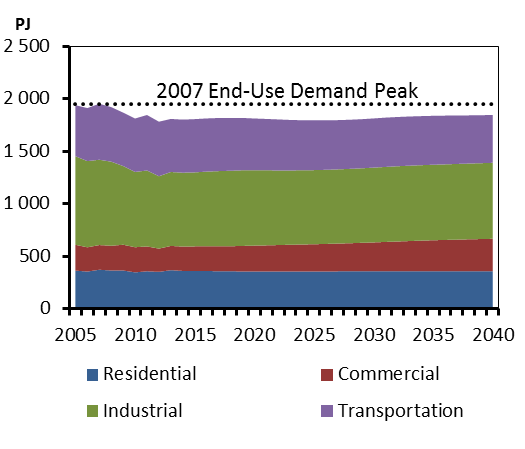 PJ
2 500
2007 End-Use Demand Peak
2 000
1 500
1 000
500
0
2005 2010 2015 2020 2025 2030 2035 2040
Residential Commercial
Industrial Transportation